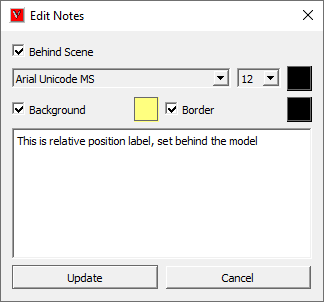 Edit Notes
Behind Scene
Arial Unicode MS 12
Background Border
This is relative position label, set behind the model
Update Cancel